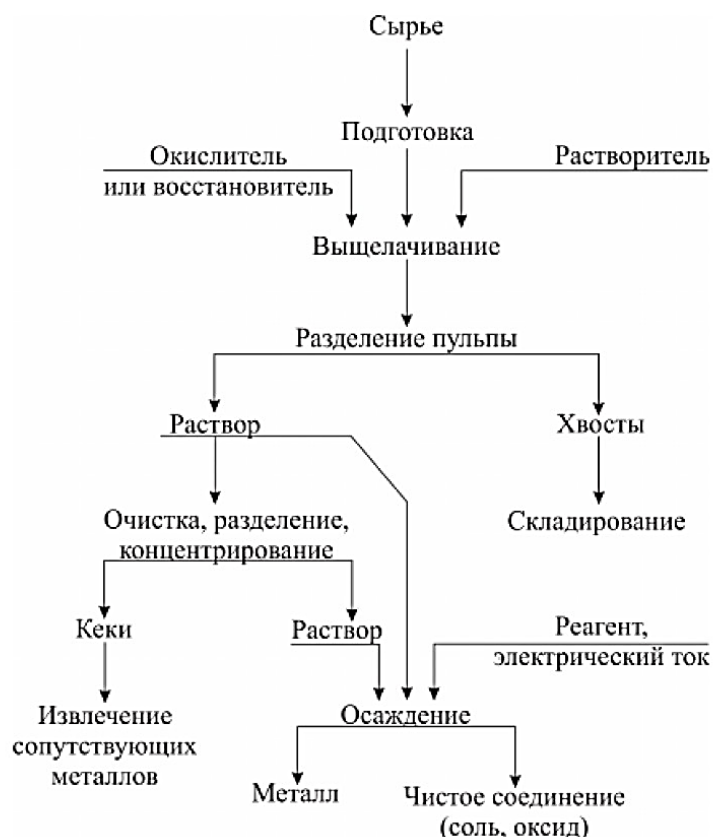 Сырье
Подготовка
Окислитель
или восстановитель
Растворитель
Выщелачивание
Разделение пульпы
Раствор
Хвосты
Очистка, разделение,
концентрирование
Складирование
Кеки
Раствор
Реагент,
электрический ток
Извлечение
сопутствующих
металлов
Осаждение
Металл
Чистое соединение
(соль, оксид)